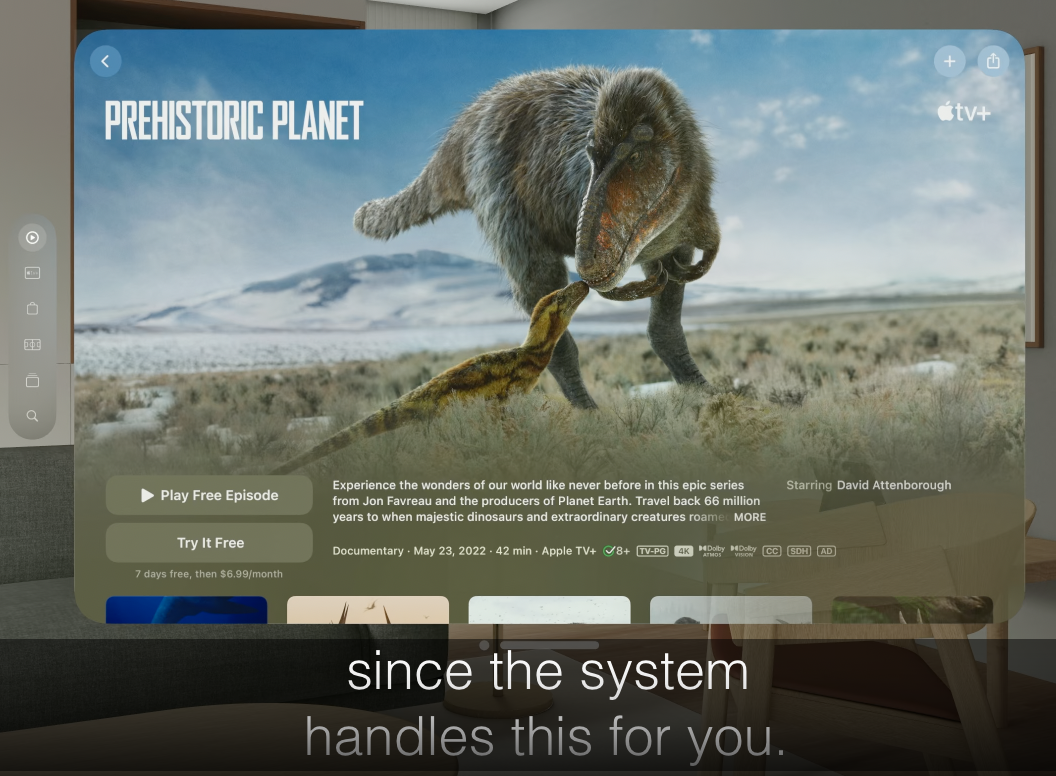 PREHISTORIC PLANET
tv+
Play Free Episode
Try It Free
7 days free, then $6.99/month
Experience the wonders of our world like never before in this epic series
from Jon Favreau and the producers of Planet Earth. Travel back 66 million
years to when majestic dinosaurs and extraordinary creatures roame MORE
Starring David Attenborough
Documentary · May 23, 2022 · 42 min · Apple TV+ 8+ TV-PG 4K Dolby ATMOS Dolby VISION CC SDH AD
since the system
handles this for you.